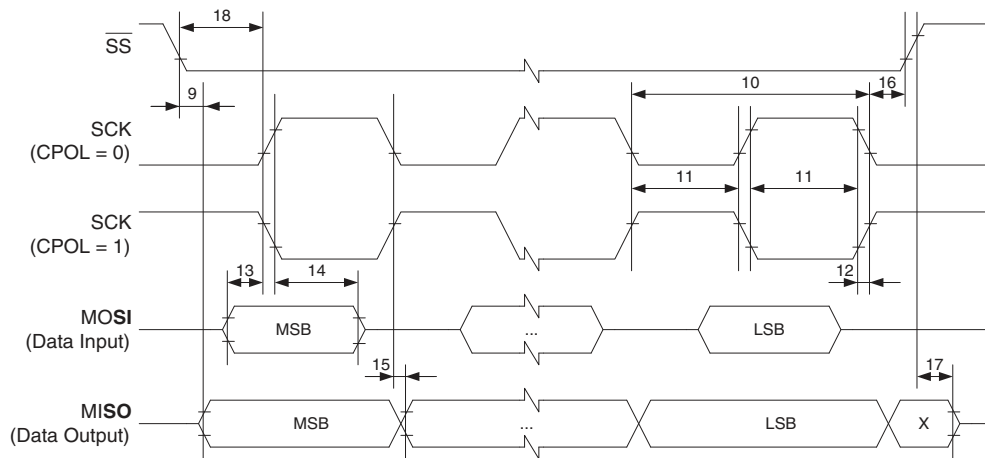 18
SS
9
10
16
SCK
(CPOL = 0)
11
11
SCK
(CPOL = 1)
13
14
12
MOSI
(Data Input)
MSB
...
LSB
15
17
MISO
(Data Output)
MSB
...
LSB
X